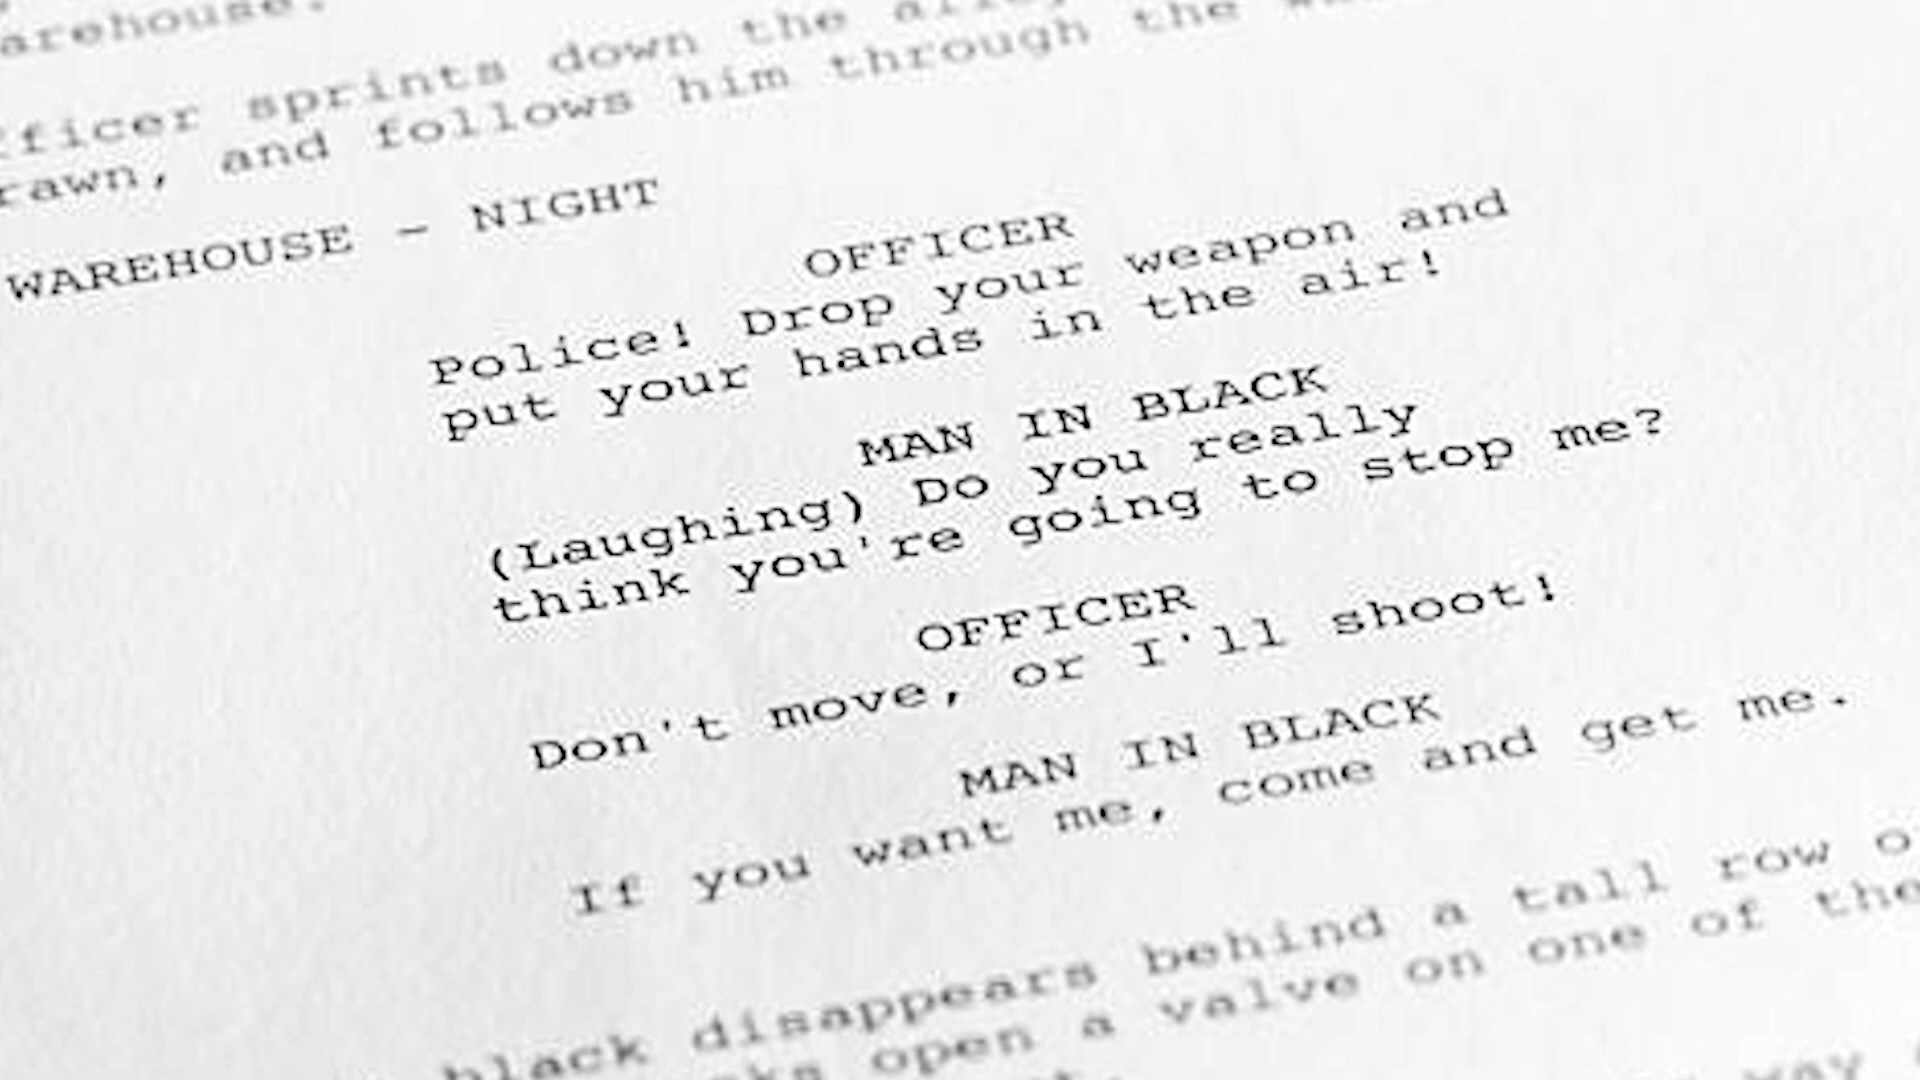 arehouse.
fficer sprints down the alley
rawn, and follows him through the
WAREHOUSE - NIGHT
OFFICER
Police! Drop your weapon and
put your hands in the air!
MAN IN BLACK
(Laughing) Do you really
think you're going to stop me?
OFFICER
Don't move, or I'll shoot!
MAN IN BLACK
If you want me, come and get me.
black disappears behind a tall row o
ks open a valve on one of the
way